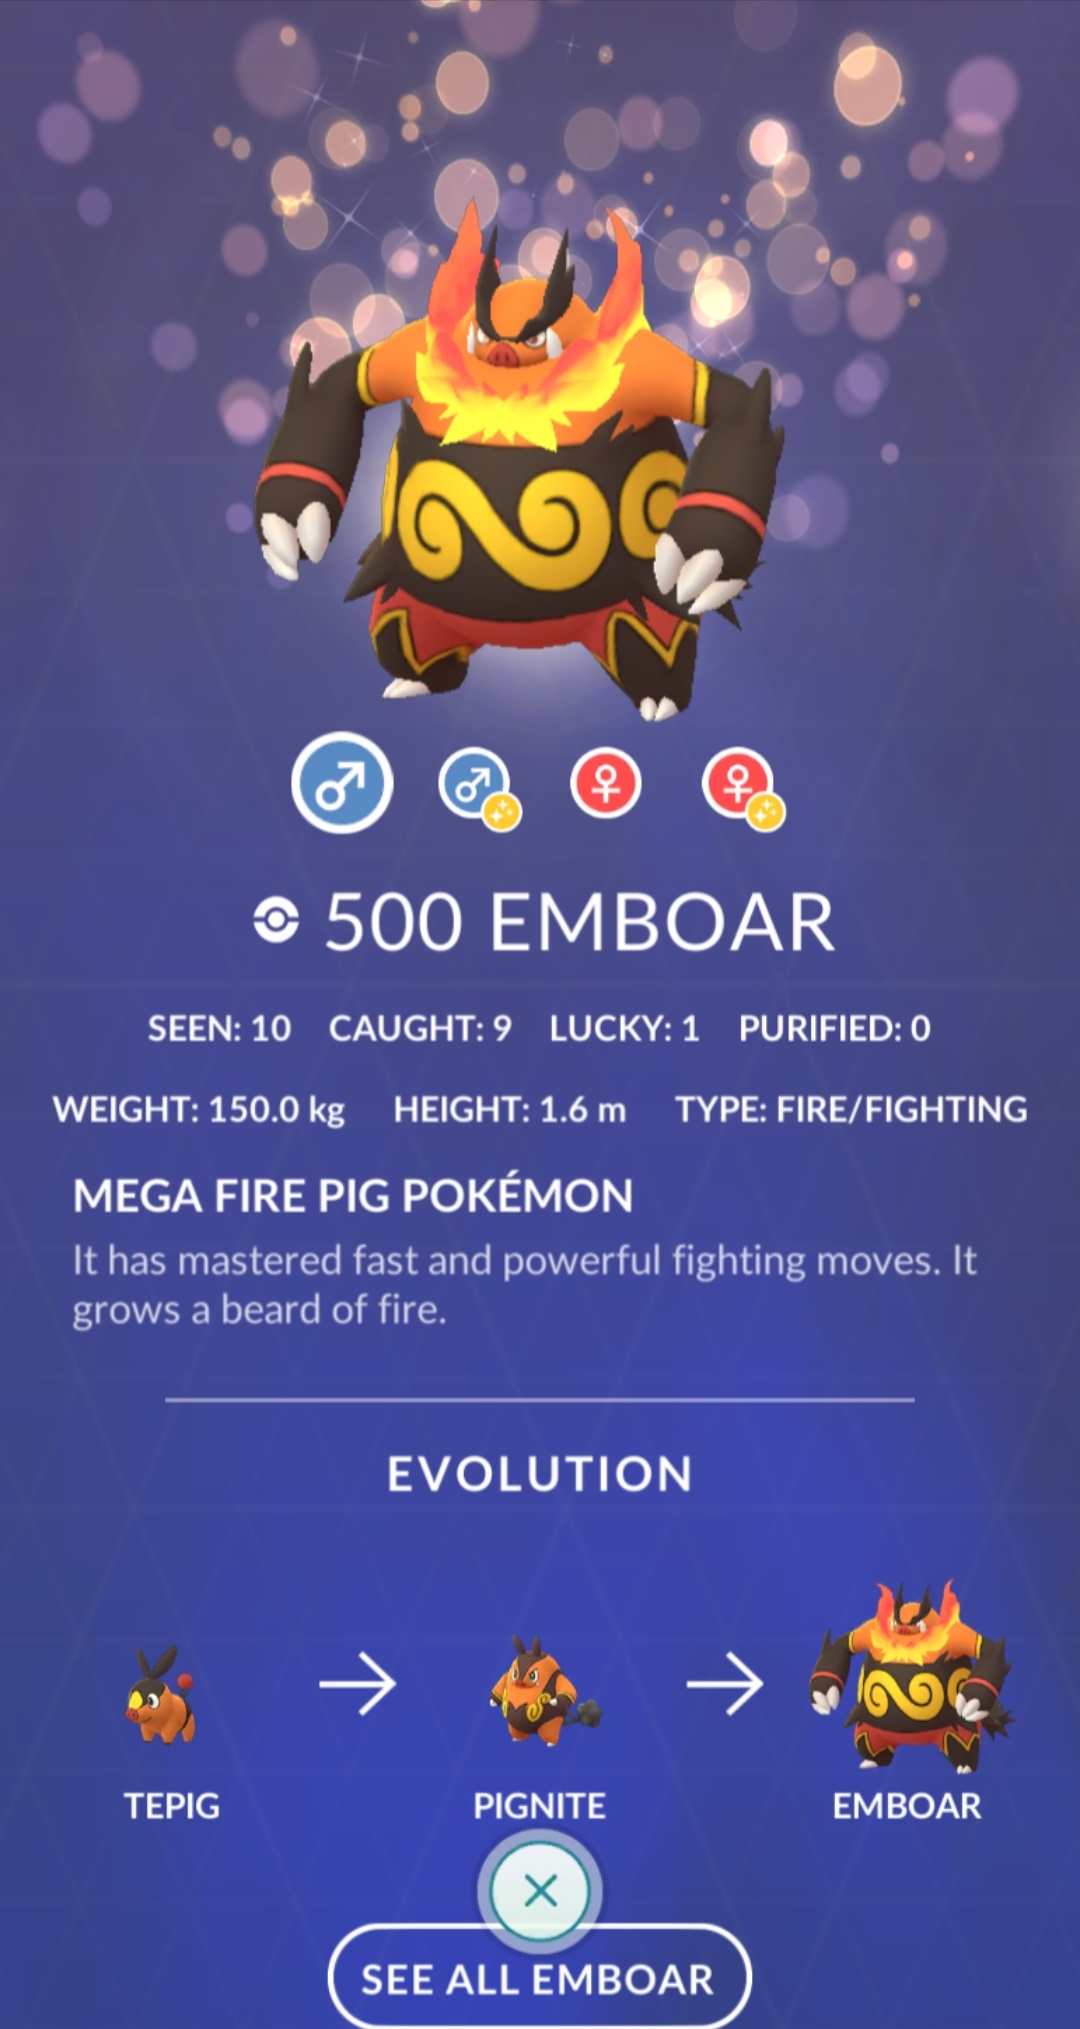 500 EMBOAR
SEEN: 10 CAUGHT: 9 LUCKY: 1 PURIFIED: 0
WEIGHT: 150.0 kg HEIGHT: 1.6 m TYPE: FIRE/FIGHTING
MEGA FIRE PIG POKÉMON
It has mastered fast and powerful fighting moves. It
grows a beard of fire.
EVOLUTION
TEPIG PIGNITE EMBOAR
SEE ALL EMBOAR